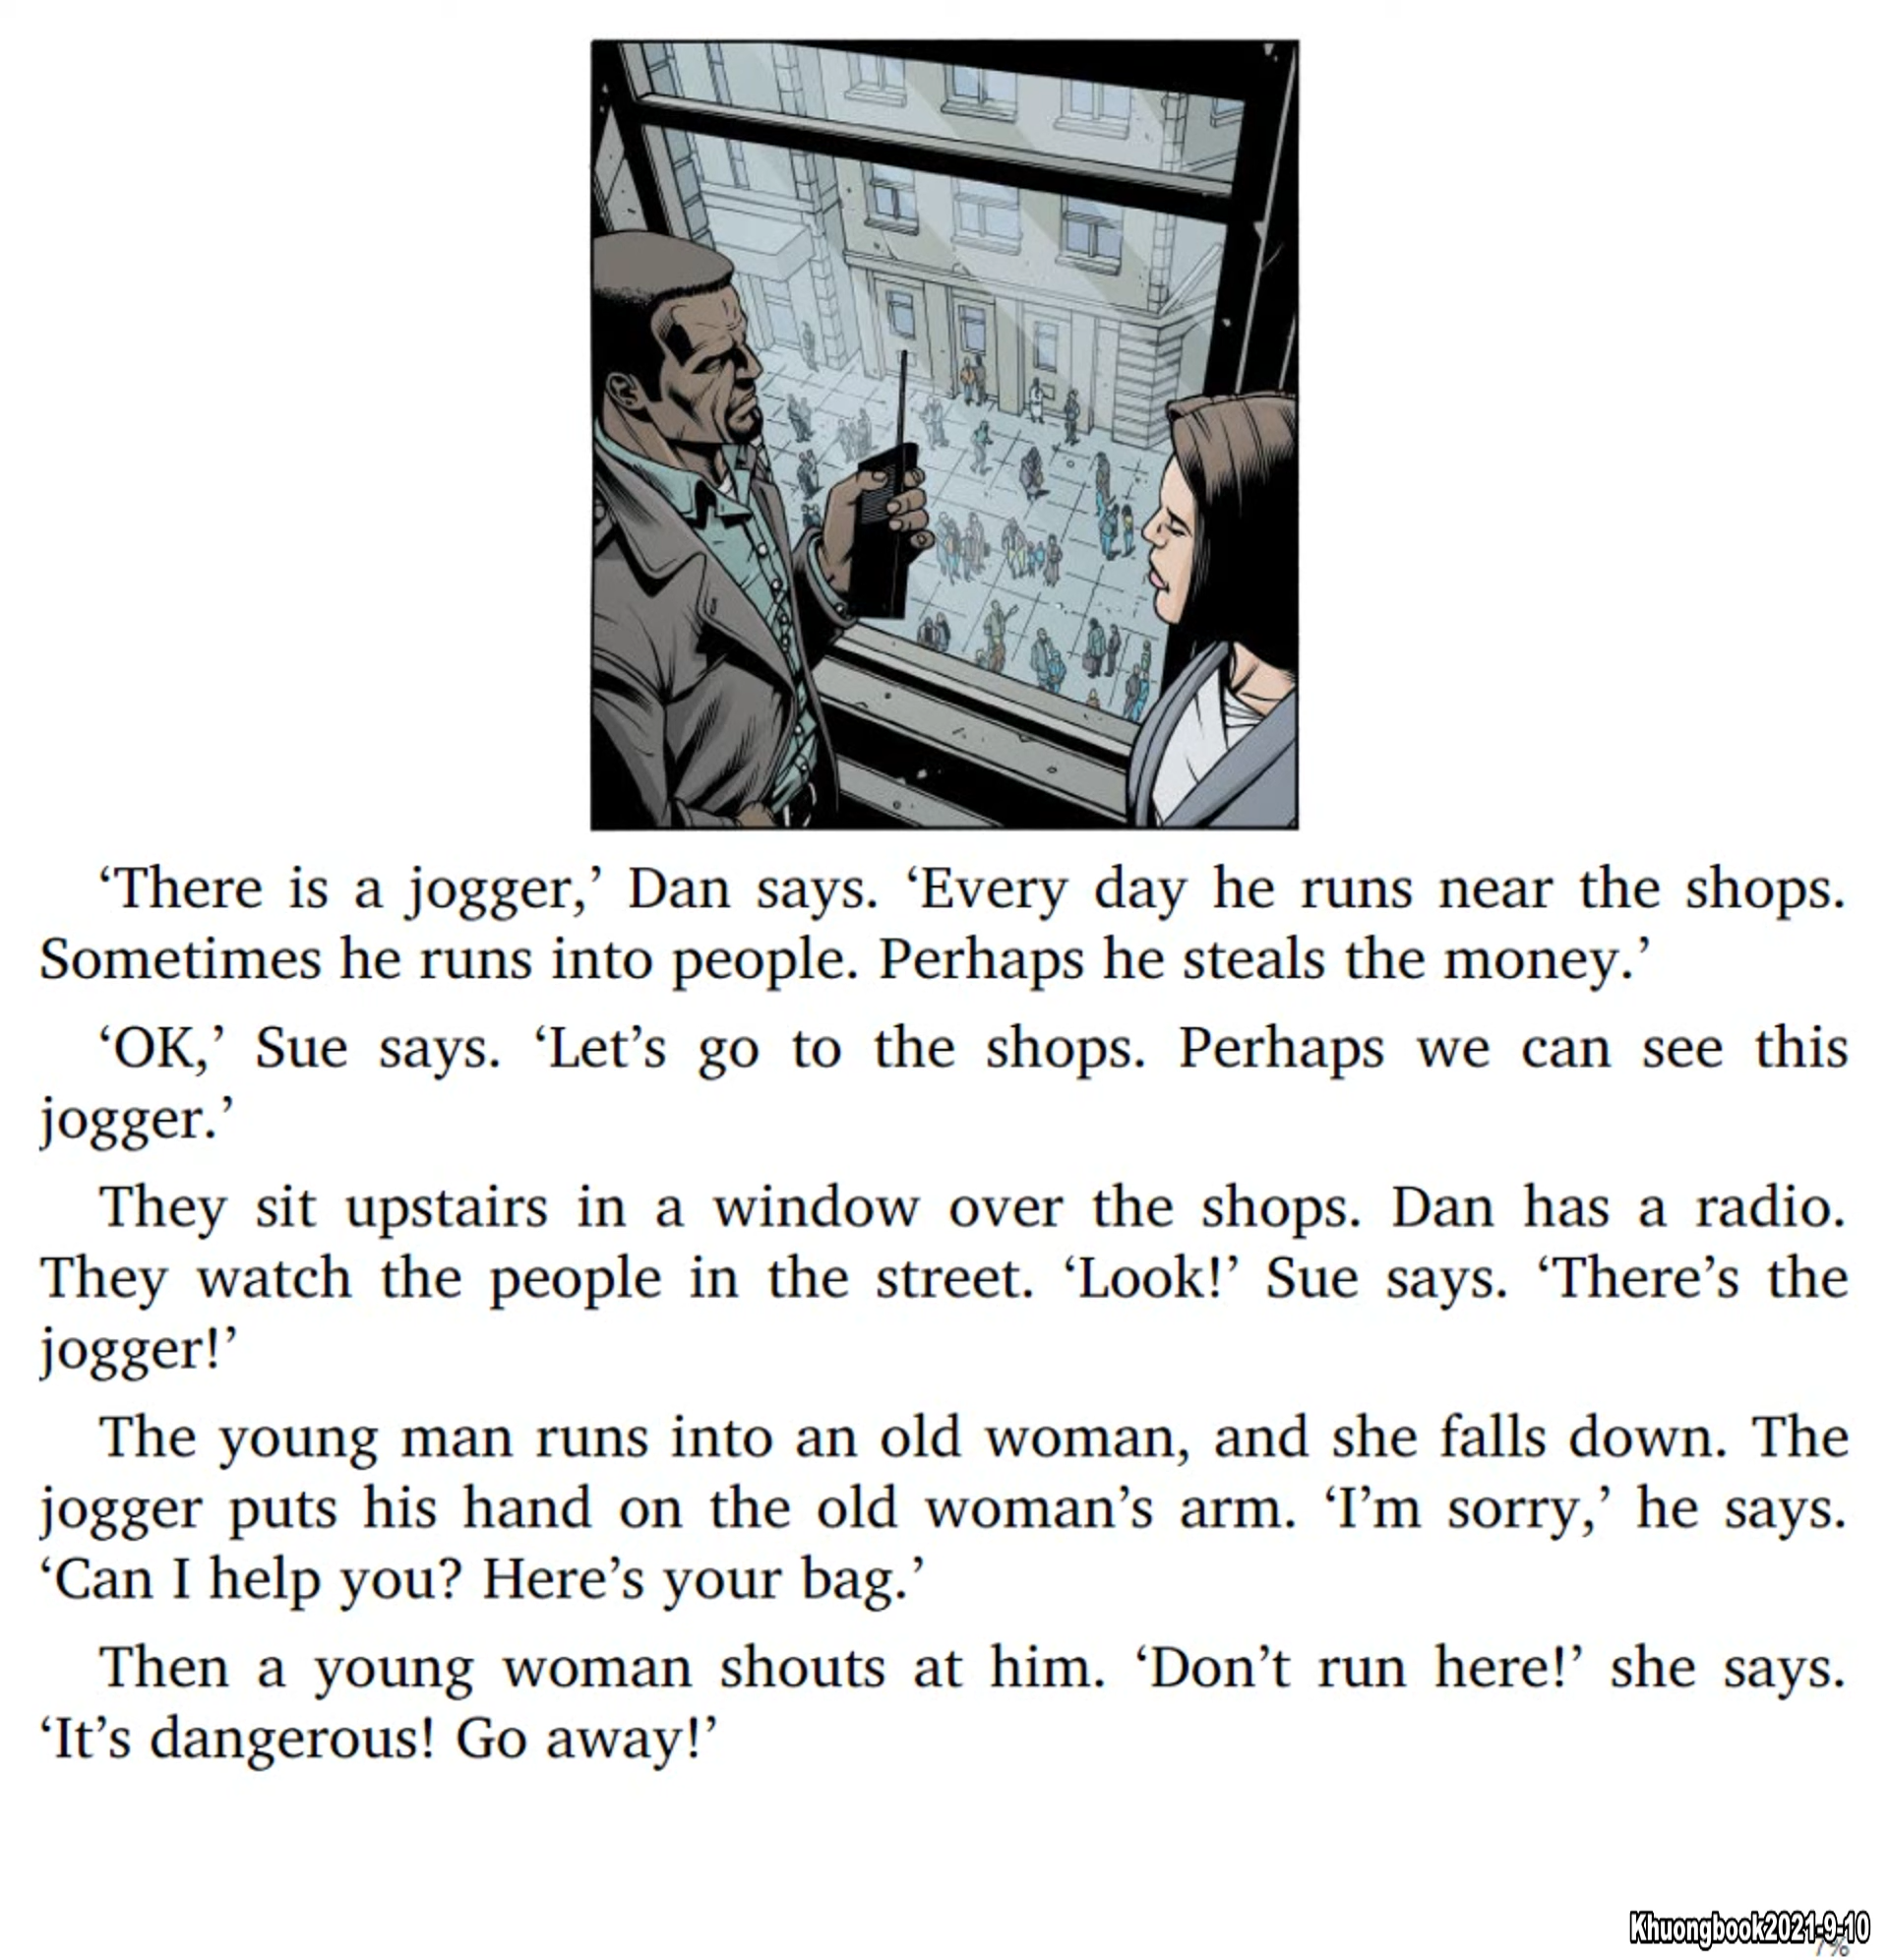 ‘There is a jogger,’ Dan says. ‘Every day he runs near the shops.
Sometimes he runs into people. Perhaps he steals the money.’
‘OK,’ Sue says. ‘Let’s go to the shops. Perhaps we can see this
jogger.’
They sit upstairs in a window over the shops. Dan has a radio.
They watch the people in the street. ‘Look!’ Sue says. ‘There’s the
jogger!’
The young man runs into an old woman, and she falls down. The
jogger puts his hand on the old woman’s arm. ‘I’m sorry,’ he says.
‘Can I help you? Here’s your bag.’
Then a young woman shouts at him. ‘Don’t run here!’ she says.
‘It’s dangerous! Go away!’
Khuongbook2021-9-10